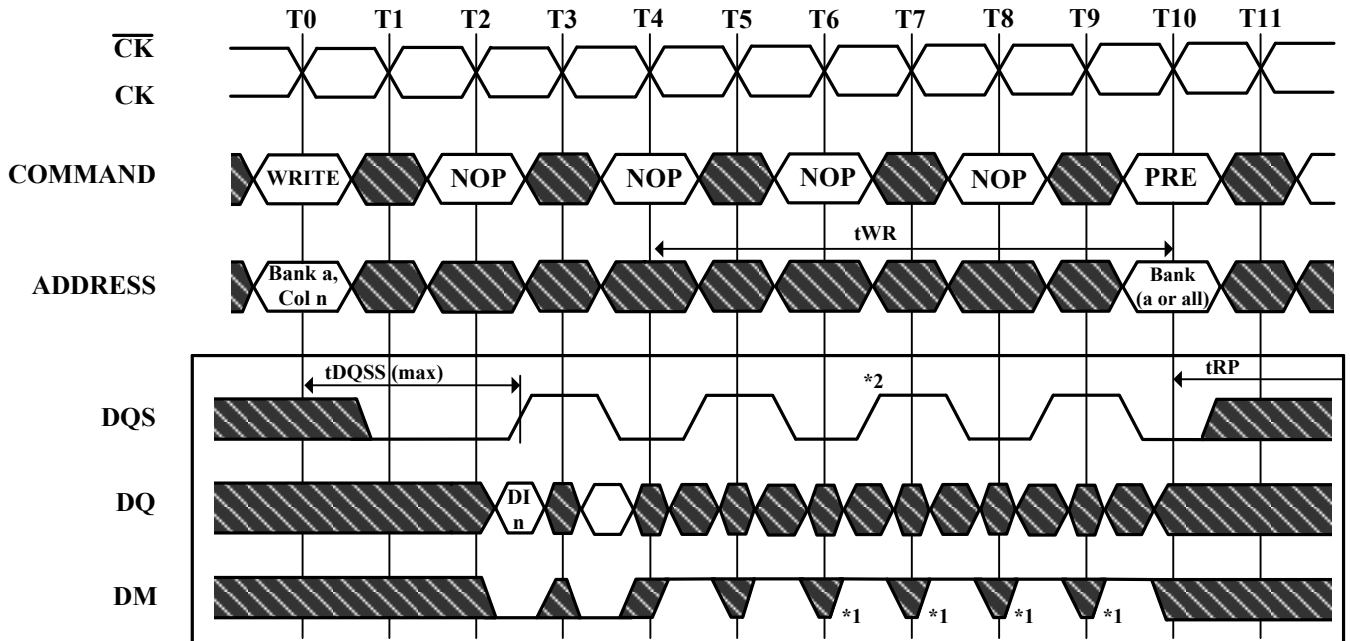 T0 T1 T2 T3 T4 T5 T6 T7 T8 T9 T10 T11
CK
CK
COMMAND
WRITE NOP NOP NOP NOP PRE
tWR
ADDRESS
Bank a,
Col n
Bank
(a or all)
tDQSS (max)
*2
tRP
DQS
DQ
DI
n
DM
*1 *1 *1 *1